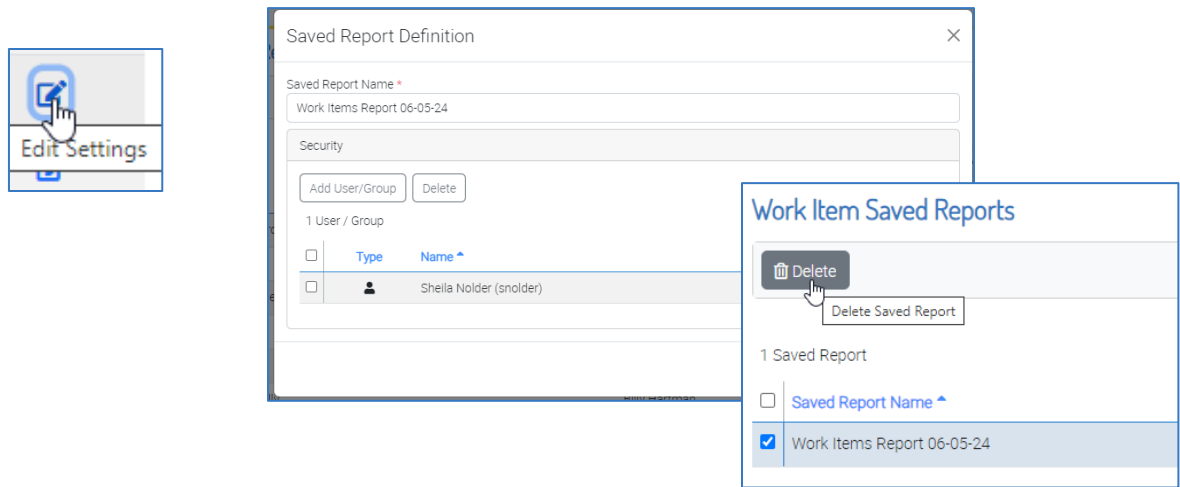 Edit Settings
Saved Report Definition
Saved Report Name *
Work Items Report 06-05-24
Security
Add User/Group Delete
1 User / Group
Type Name
Sheila Nolder (snolder)
Work Item Saved Reports
Delete
Delete Saved Report
1 Saved Report
Saved Report Name
Work Items Report 06-05-24